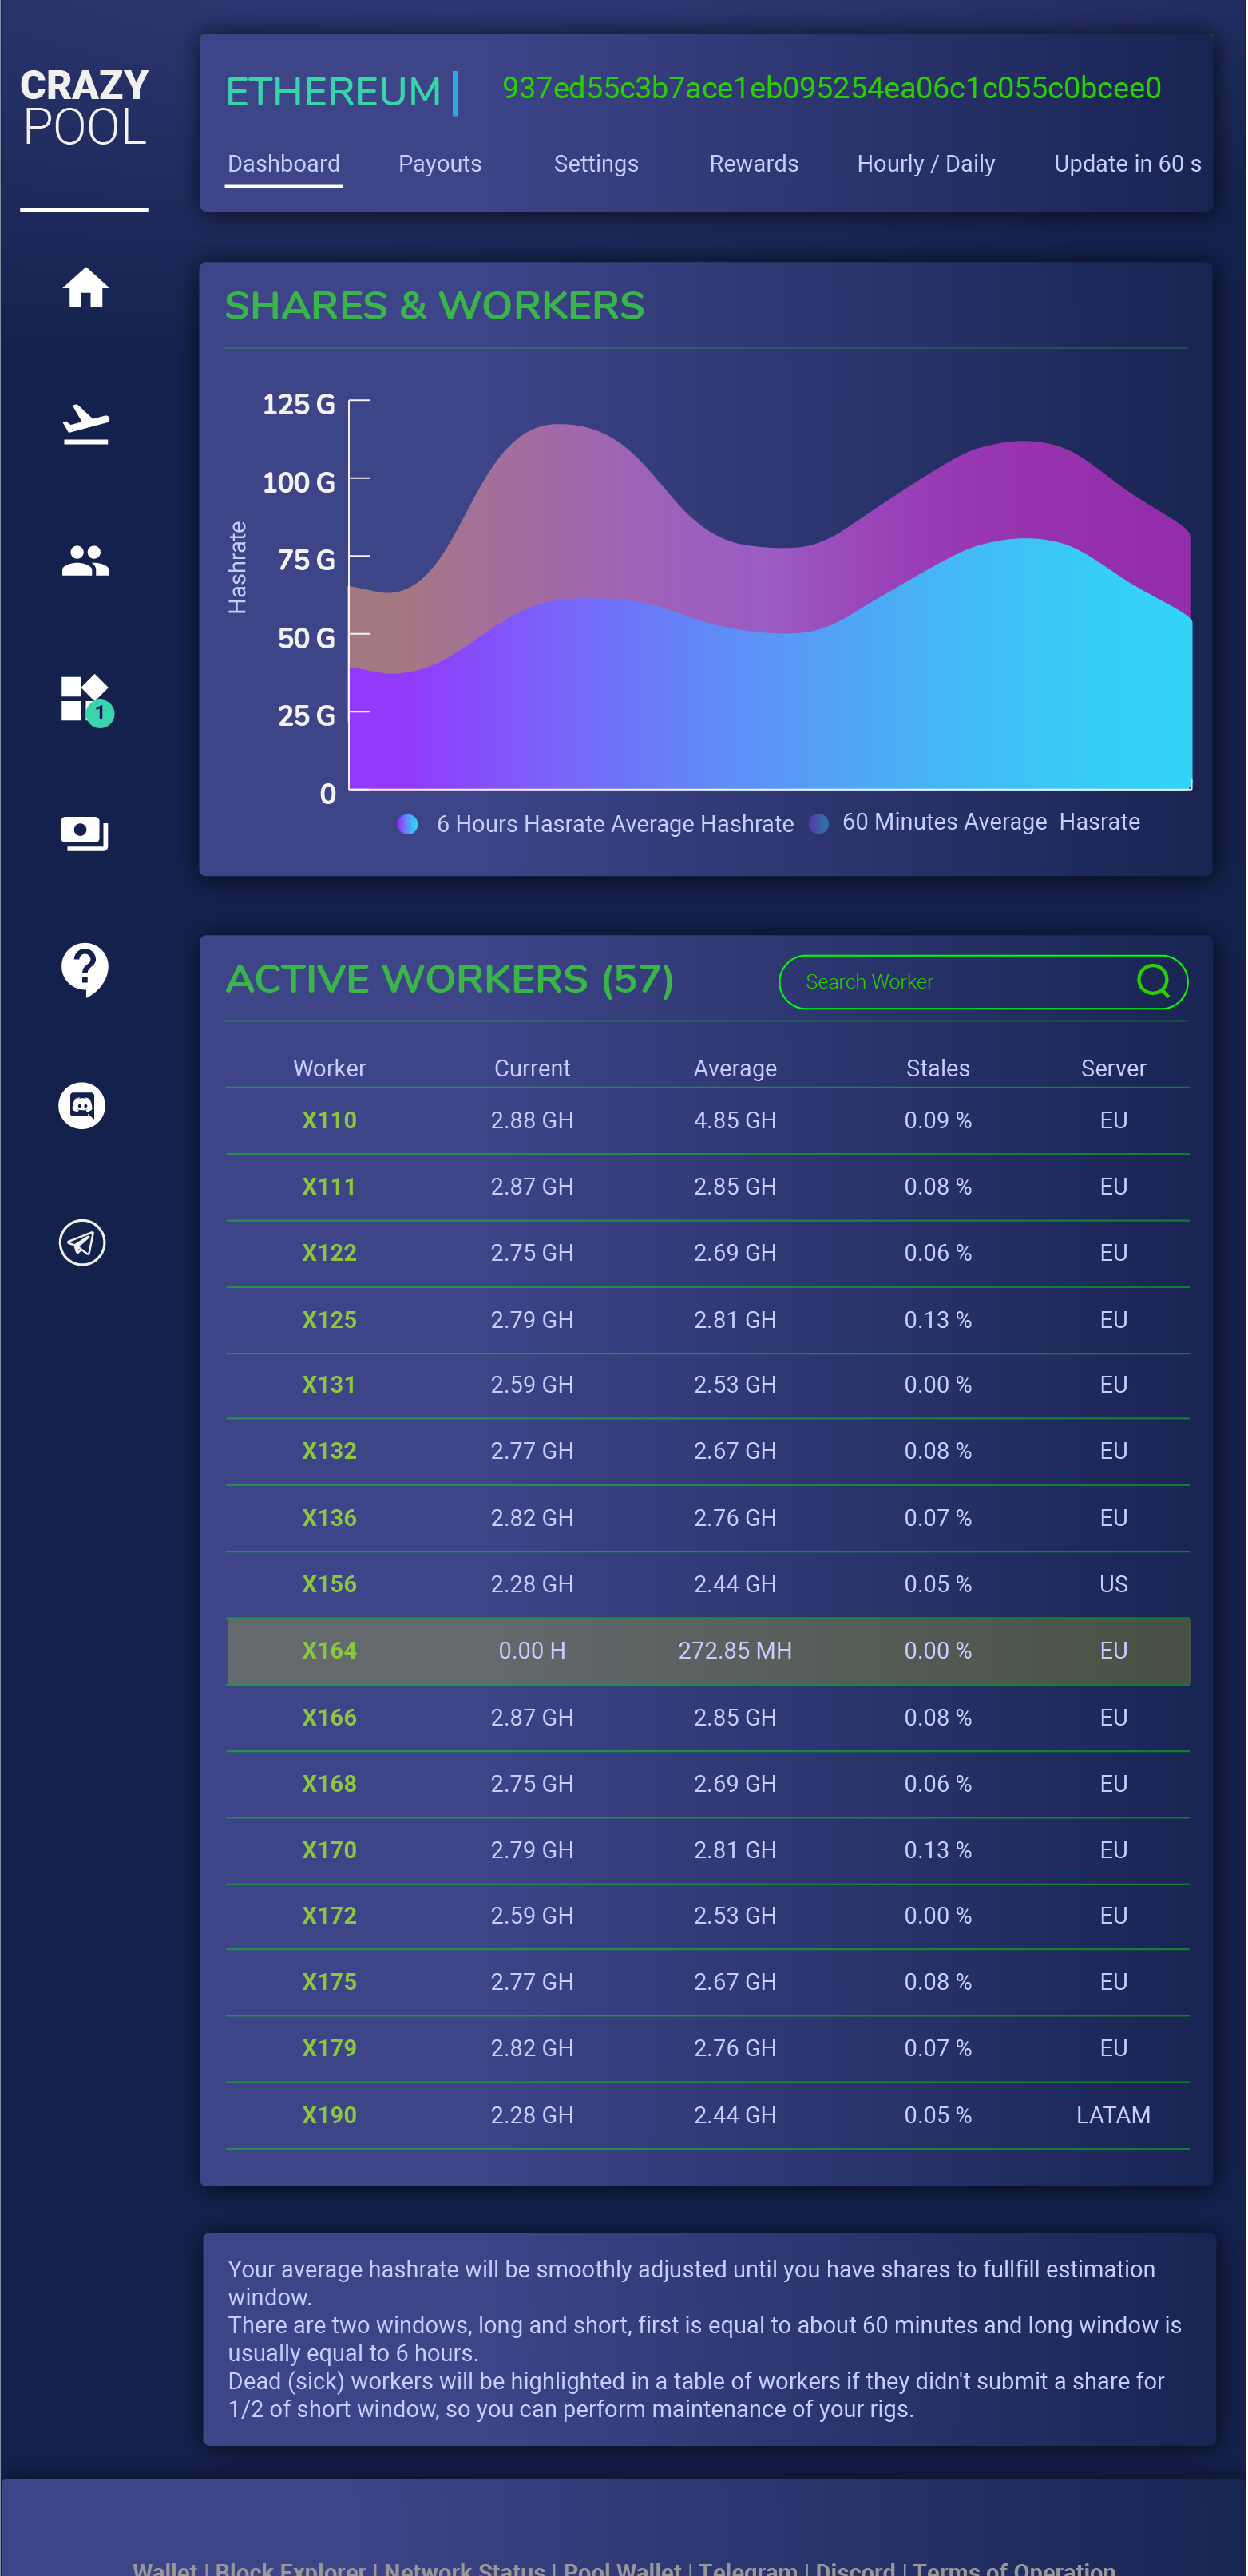 CRAZY
POOL
ETHEREUM
937ed55c3b7ace1eb095254ea06c1c055c0bcee0
Dashboard Payouts Settings Rewards Hourly / Daily Update in 60 s
SHARES & WORKERS
125 G
100 G
75 G
50 G
25 G
0
Hashrate
6 Hours Hasrate Average Hashrate 60 Minutes Average Hasrate
1
ACTIVE WORKERS (57)
Search Worker
Worker Current Average Stales Server
X110 2.88 GH 4.85 GH 0.09 % EU
X111 2.87 GH 2.85 GH 0.08 % EU
X122 2.75 GH 2.69 GH 0.06 % EU
X125 2.79 GH 2.81 GH 0.13 % EU
X131 2.59 GH 2.53 GH 0.00 % EU
X132 2.77 GH 2.67 GH 0.08 % EU
X136 2.82 GH 2.76 GH 0.07 % EU
X156 2.28 GH 2.44 GH 0.05 % US
X164 0.00 H 272.85 MH 0.00 % EU
X166 2.87 GH 2.85 GH 0.08 % EU
X168 2.75 GH 2.69 GH 0.06 % EU
X170 2.79 GH 2.81 GH 0.13 % EU
X172 2.59 GH 2.53 GH 0.00 % EU
X175 2.77 GH 2.67 GH 0.08 % EU
X179 2.82 GH 2.76 GH 0.07 % EU
X190 2.28 GH 2.44 GH 0.05 % LATAM
Your average hashrate will be smoothly adjusted until you have shares to fullfill estimation
window.
There are two windows, long and short, first is equal to about 60 minutes and long window is
usually equal to 6 hours.
Dead (sick) workers will be highlighted in a table of workers if they didn't submit a share for
1/2 of short window, so you can perform maintenance of your rigs.
Wallet | Block Explorer | Network Status | Pool Wallet | Telegram | Discord | Terms of Operation